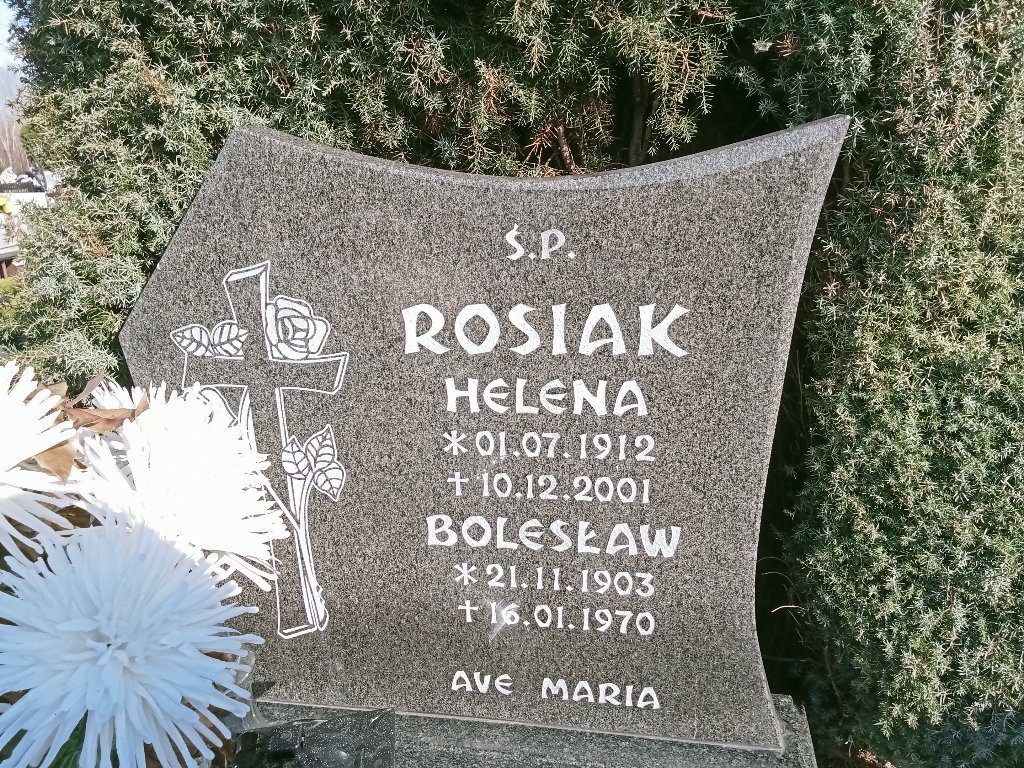 Ś.P.
ROSIAK
HELENA
*01.07.1912
†10.12.2001
BOLESŁAW
*21.11.1903
†16.01.1970
AVE MARIA